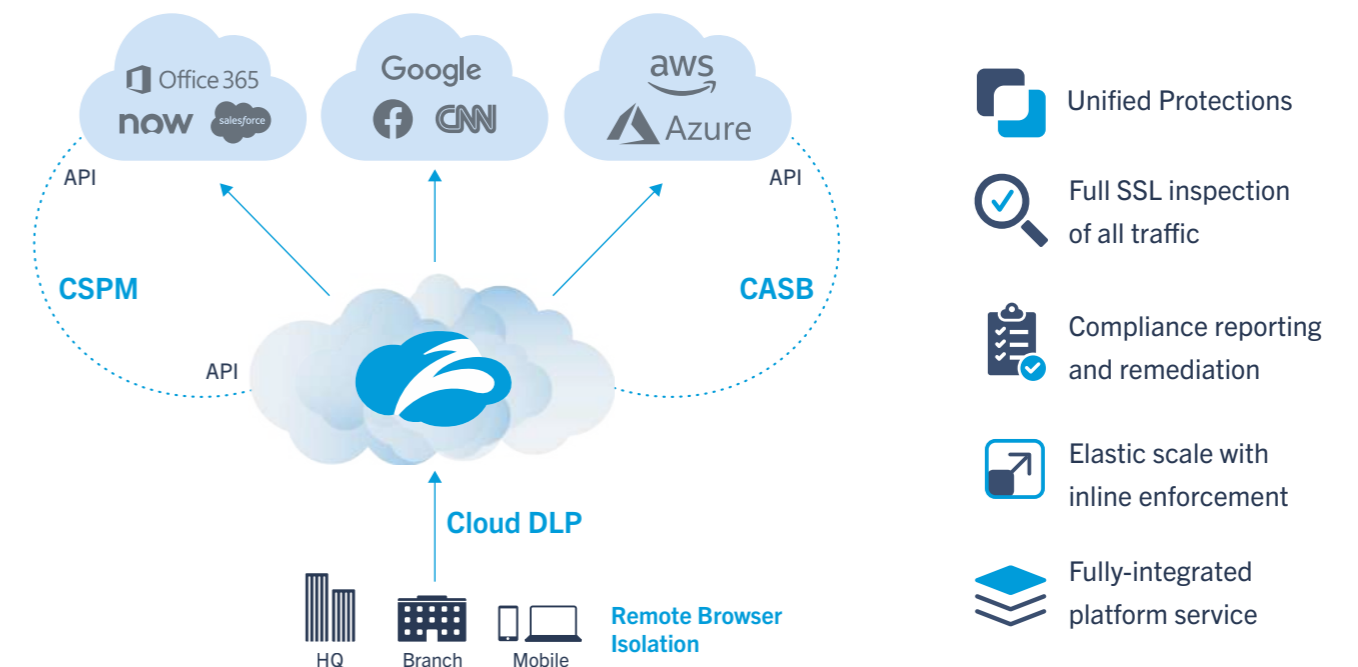 Office 365
now
salesforce
Google
CNN
aws
Azure
API
API
CSPM
CASB
API
Cloud DLP
Remote Browser
Isolation
HQ
Branch
Mobile
Unified Protections
Full SSL inspection
of all traffic
Compliance reporting
and remediation
Elastic scale with
inline enforcement
Fully-integrated
platform service